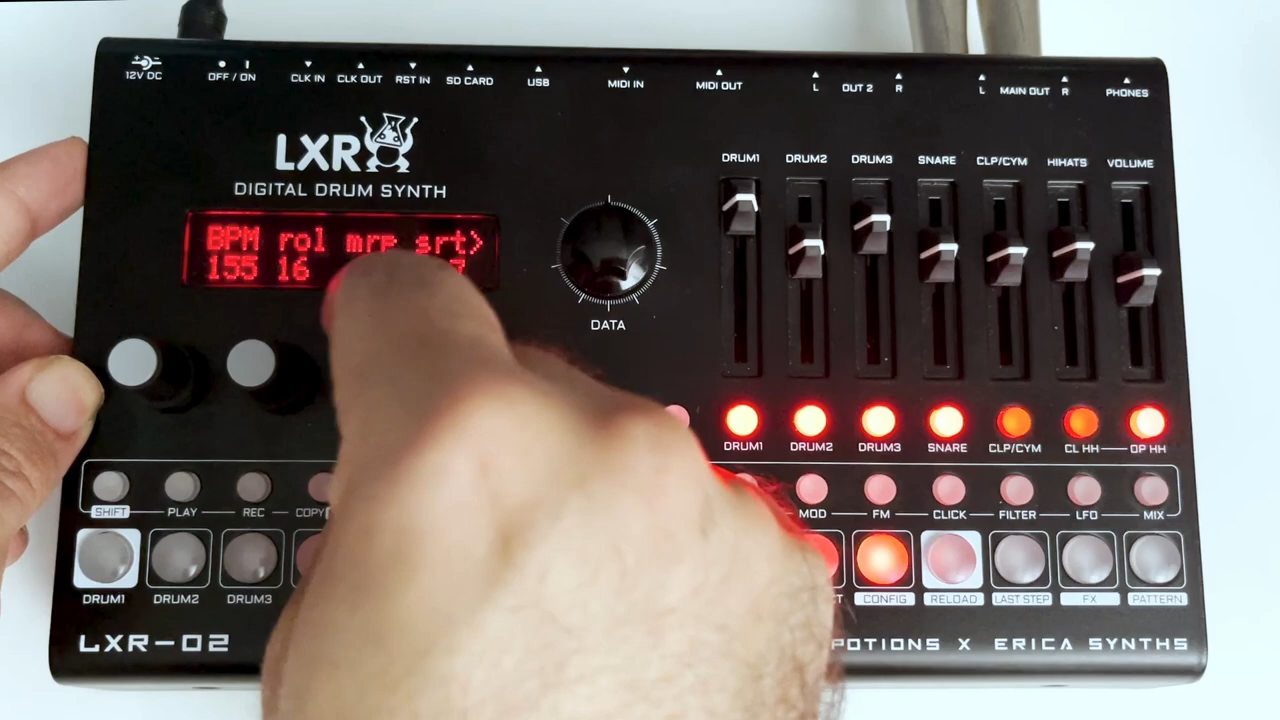 12V DC
OFF / ON
CLK IN
CLK OUT
RST IN
SD CARD
USB
MIDI IN
MIDI OUT
L OUT 2 R
L MAIN OUT R
PHONES
LXR
DIGITAL DRUM SYNTH
BPM rol mrp srt>
155 16
DATA
DRUM1 DRUM2 DRUM3 SNARE CLP/CYM HIHATS VOLUME
DRUM1 DRUM2 DRUM3 SNARE CLP/CYM CL HH OP HH
SHIFT PLAY REC COPY MOD FM CLICK FILTER LFO MIX
DRUM1 DRUM2 DRUM3 CONFIG RELOAD LAST STEP FX PATTERN
LXR-02
POTIONS X ERICA SYNTHS